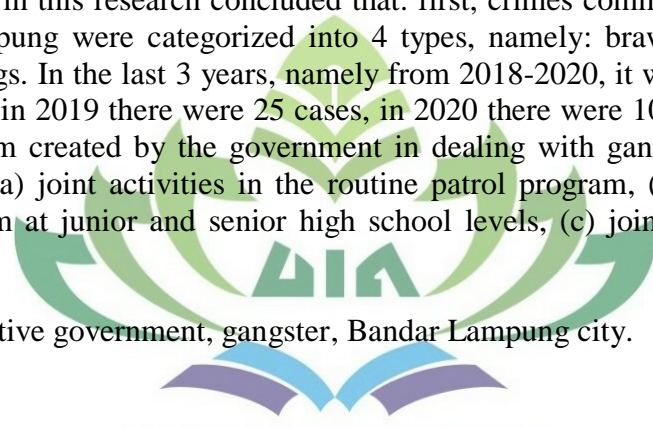 in this research concluded that: first, crimes comm
pung were categorized into 4 types, namely: braw
gs. In the last 3 years, namely from 2018-2020, it w
in 2019 there were 25 cases, in 2020 there were 10
m created by the government in dealing with gan
a) joint activities in the routine patrol program, (
n at junior and senior high school levels, (c) join
UIN
tive government, gangster, Bandar Lampung city.